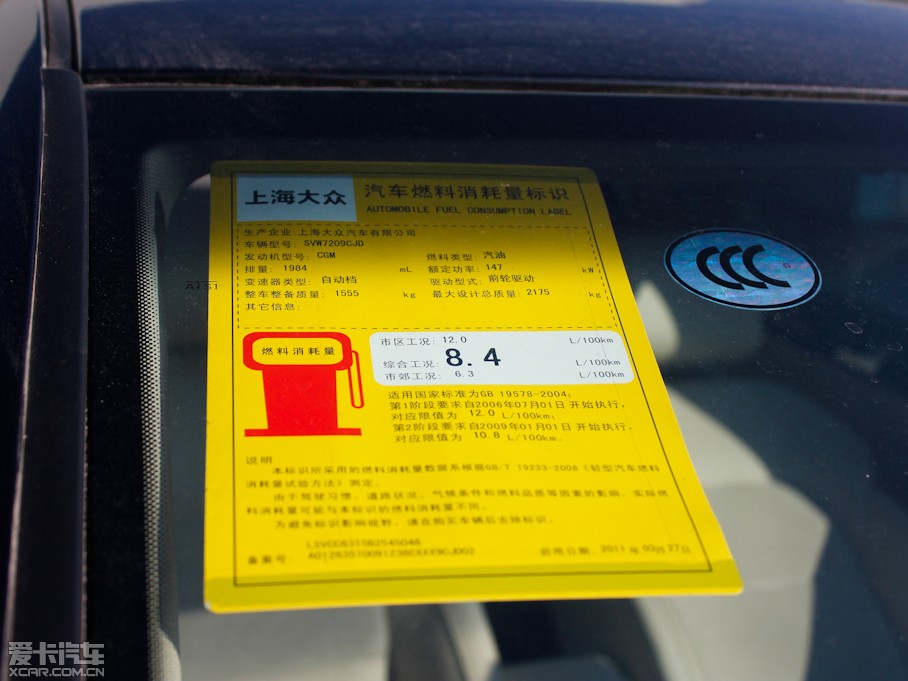 上海大众
汽车燃料消耗量标识
AUTOMOBILE FUEL CONSUMPTION LABEL
生产企业:上海大众汽车有限公司
车辆型号: SVW7209CJD
发动机型号: CGM 燃料类型: 汽油
排量: 1984 mL 额定功率: 147 kW
变速器类型: 自动档 驱动型式: 前轮驱动
整车整备质量: 1555 kg 最大设计总质量: 2175 kg
其它信息:
燃料消耗量
市区工况: 12.0 L/100km
综合工况: 8.4 L/100km
市郊工况: 6.3 L/100km
适用国家标准为GB 19578-2004:
第1阶段要求自2006年07月01日 开始执行,
对应限值为 12.0 L/100km;
第2阶段要求自2009年01月01日 开始执行,
对应限值为 10.8 L/100km。
说明
本标识所采用的燃料消耗量数据系根据GB/T 19233-2008《轻型汽车燃料
消耗量试验方法》测定。
由于驾驶习惯、道路状况、气候条件和燃料品质等因素的影响,实际燃
料消耗量可能与本标识的燃料消耗量不同。
为避免标识影响视野,请在购买车辆后去除标识。
备案号:
启用日期: 2011年 03月 27日
CCC
爱卡汽车
XCAR.COM.CN